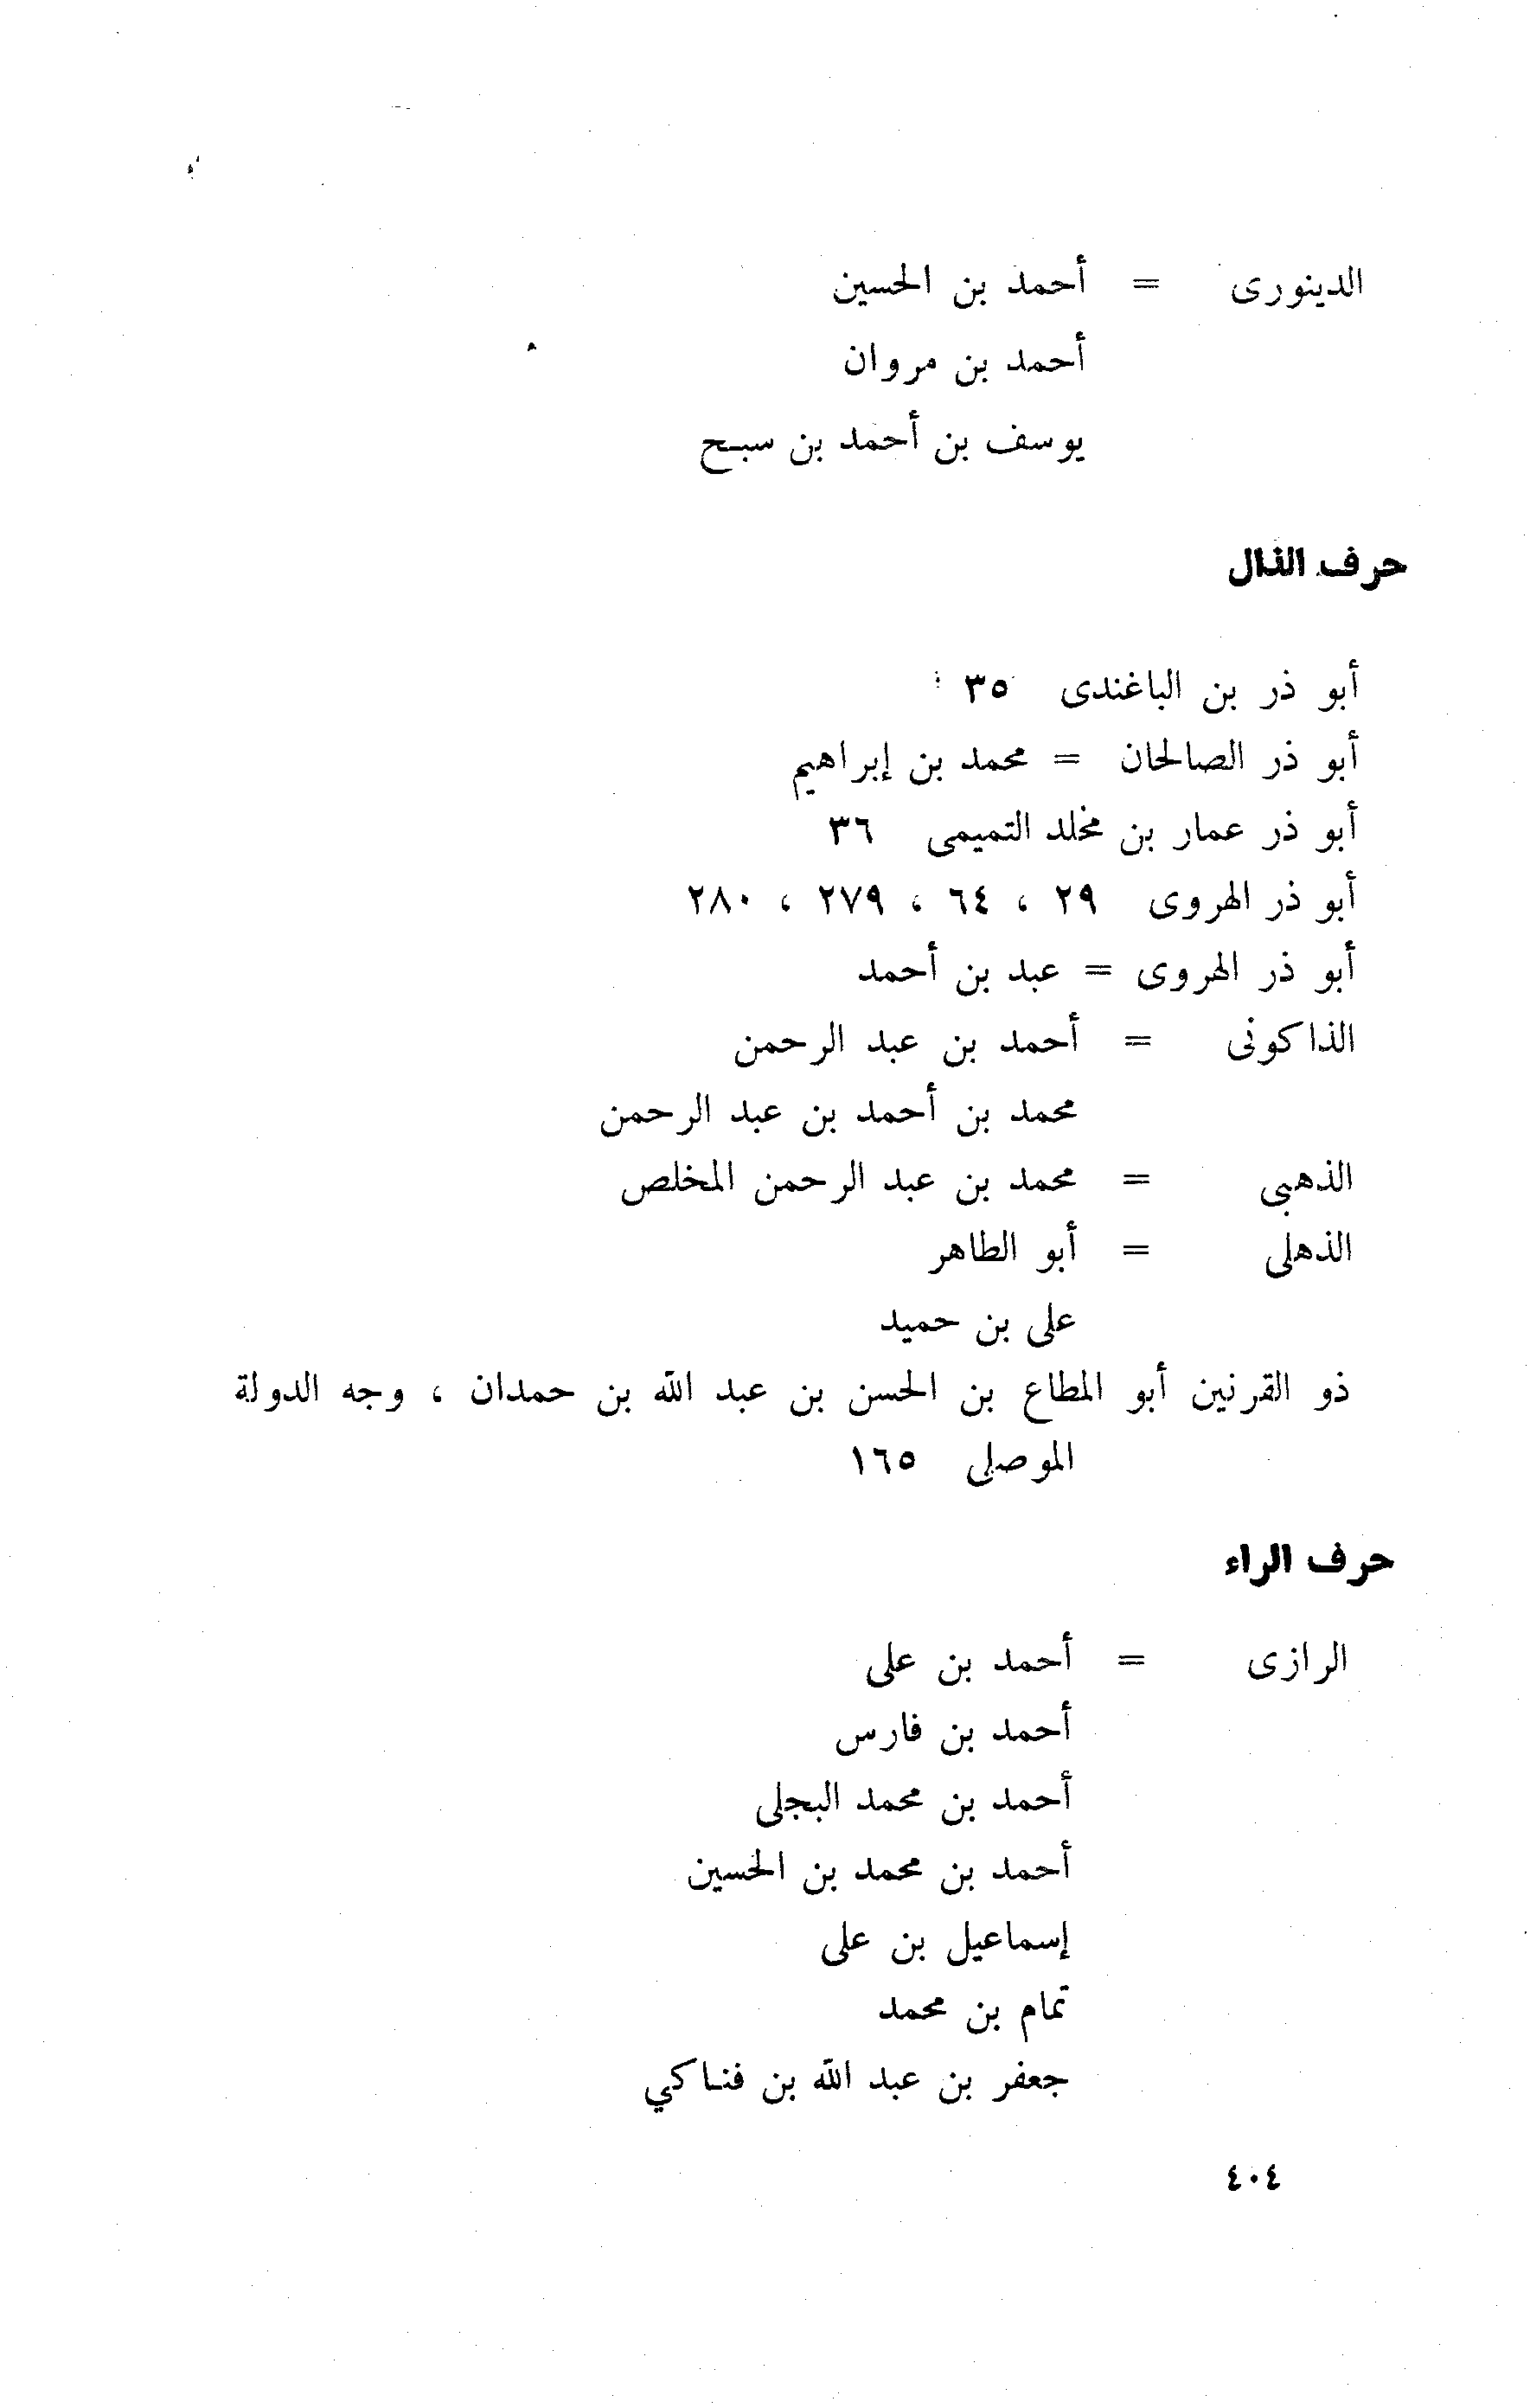 الدينورى = أحمد بن الحسين
أحمد بن مروان
يوسف بن أحمد بن سبح
حرف الذال
أبو ذر بن الباغندى ٣٥
أبو ذر الصالحان = محمد بن إبراهيم
أبو ذر عمار بن مخلد التميمى ٣٦
أبو ذر الهروى ٢٩ ، ٦٤ ، ٢٧٩ ، ٢٨٠
أبو ذر الهروى = عبد بن أحمد
الذاكونى = أحمد بن عبد الرحمن
محمد بن أحمد بن عبد الرحمن
الذهبى = محمد بن عبد الرحمن المخلص
الذهلى = أبو الطاهر
على بن حميد
ذو القرنين أبو المطاع بن الحسن بن عبد الله بن حمدان ، وجه الدولة
الموصلى ١٦٥
حرف الراء
الرازى = أحمد بن على
أحمد بن فارس
أحمد بن محمد البجلى
أحمد بن محمد بن الحسين
إسماعيل بن على
تمام بن محمد
جعفر بن عبد الله بن فناكي
٤٠٤